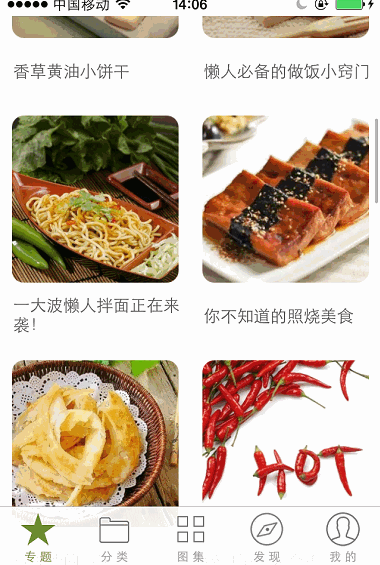 中国移动 14:06
香草黄油小饼干
懒人必备的做饭小窍门
一大波懒人拌面正在来
袭！
你不知道的照烧美食
HOT
专题 分类 图集 发现 我的